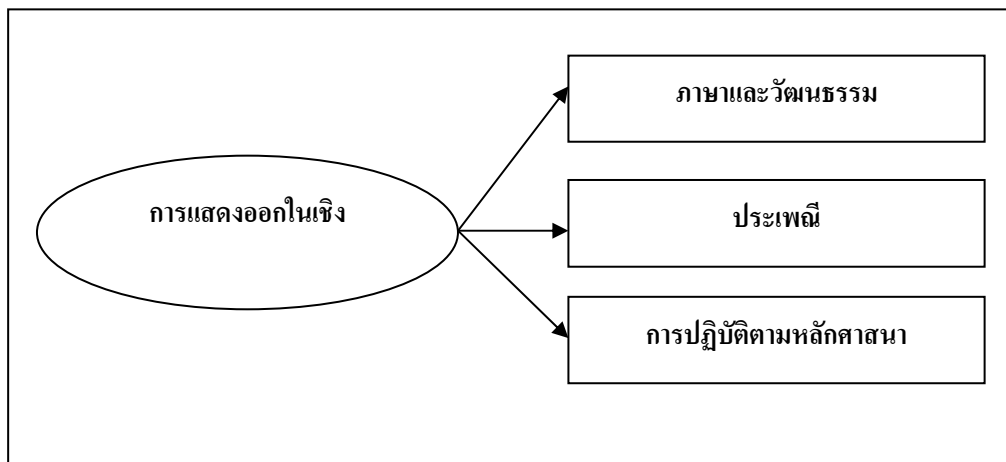 ภาษาและวัฒนธรรม
การแสดงออกในเชิง
ประเพณี
การปฏิบัติตามหลักศาสนา